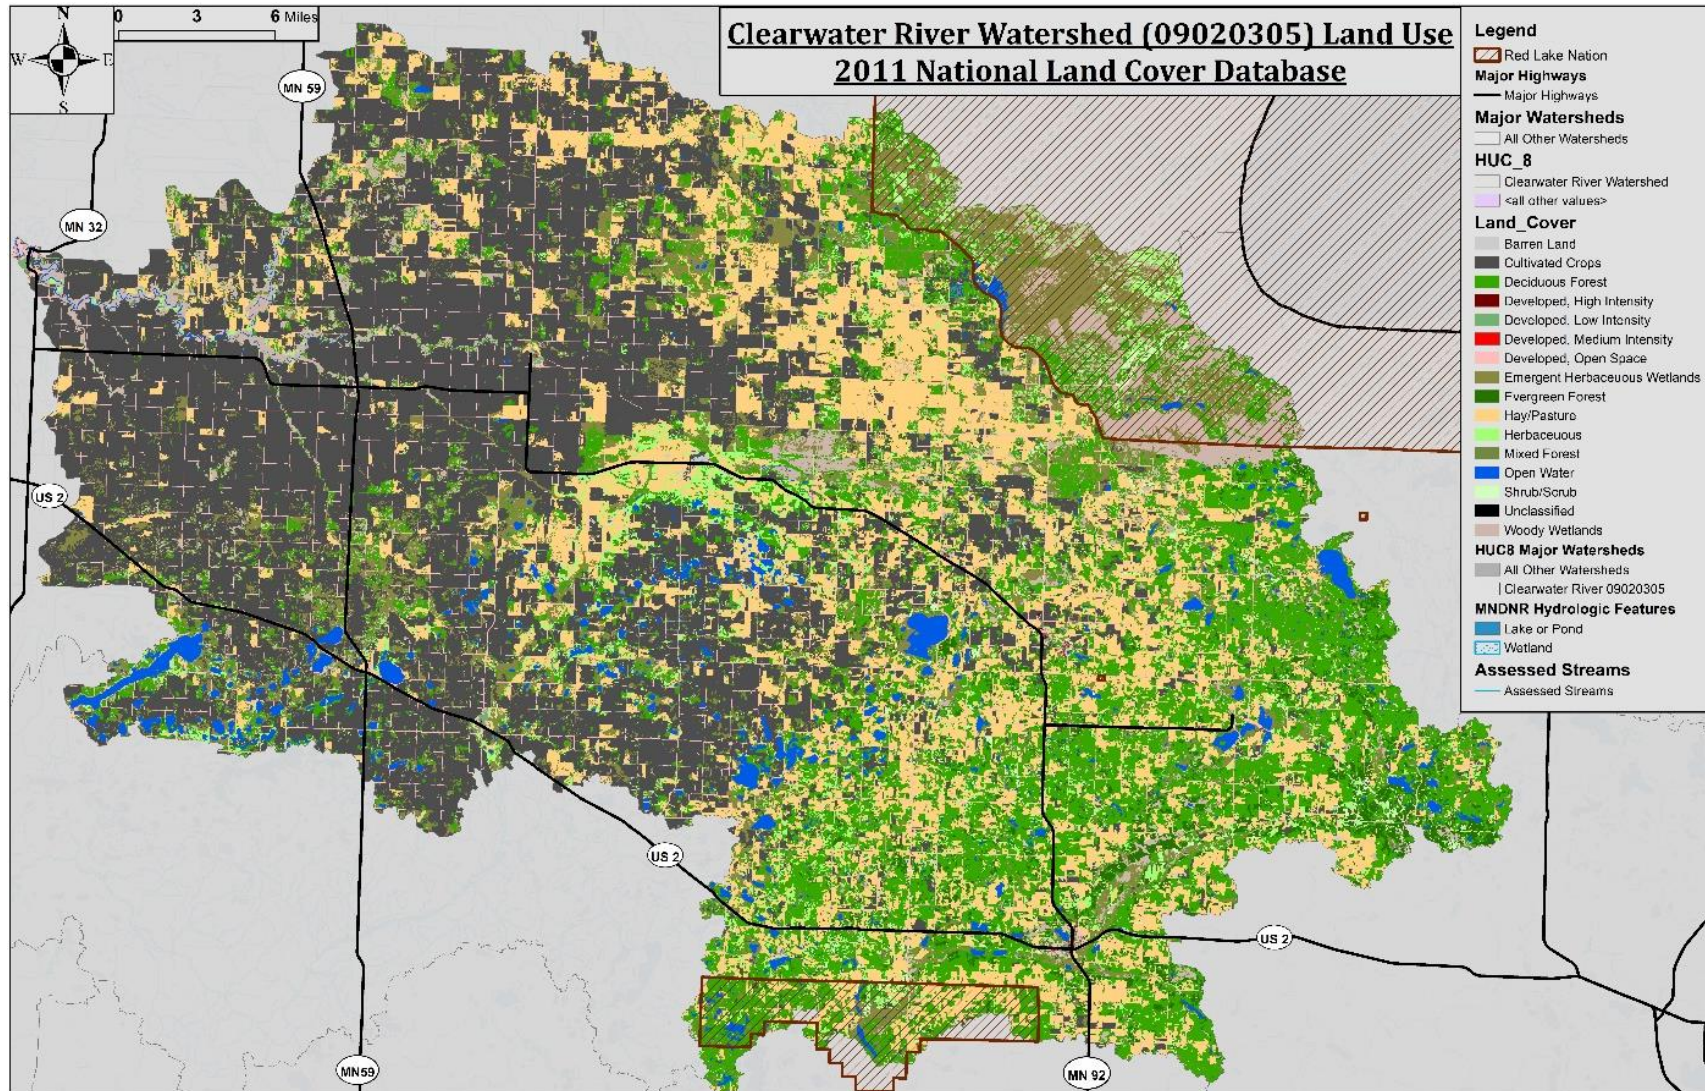 N
W E
S
0 3 6 Miles
Clearwater River Watershed (09020305) Land Use
2011 National Land Cover Database
MN 59
MN 32
US 2
US 2
US 2
MN59
MN 92
Legend
Red Lake Nation
Major Highways
Major Highways
Major Watersheds
All Other Watersheds
HUC_8
Clearwater River Watershed
<all other values>
Land_Cover
Barren Land
Cultivated Crops
Deciduous Forest
Developed, High Intensity
Developed, Low Intensity
Developed, Medium Intensity
Developed, Open Space
Emergent Herbaceuous Wetlands
Evergreen Forest
Hay/Pasture
Herbaceuous
Mixed Forest
Open Water
Shrub/Scrub
Unclassified
Woody Wetlands
HUC8 Major Watersheds
All Other Watersheds
Clearwater River 09020305
MNDNR Hydrologic Features
Lake or Pond
Wetland
Assessed Streams
Assessed Streams